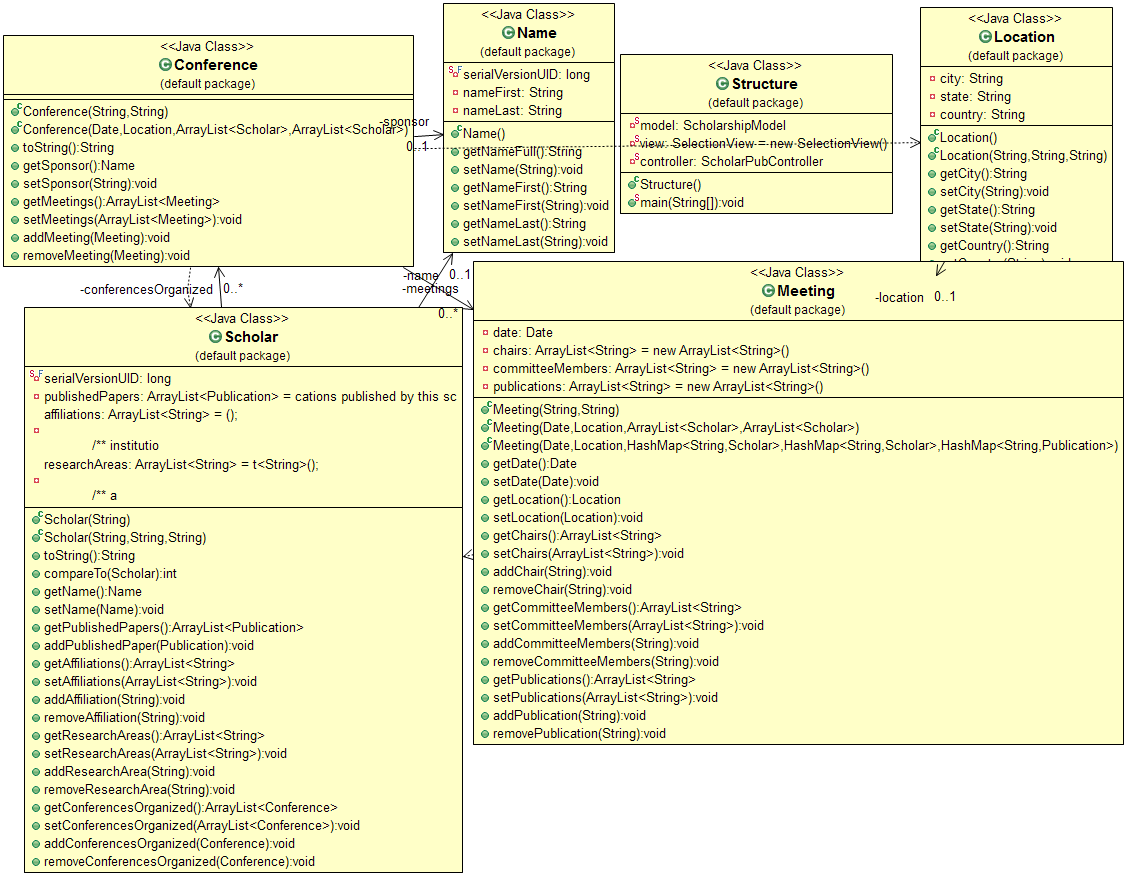 <<Java Class>>
Conference
(default package)
Conference(String,String)
Conference(Date,Location,ArrayList<Scholar>,ArrayList<Scholar>)
toString():String
getSponsor():Name
setSponsor(String):void
getMeetings():ArrayList<Meeting>
setMeetings(ArrayList<Meeting>):void
addMeeting(Meeting):void
removeMeeting(Meeting):void
-sponsor
0..1
<<Java Class>>
Name
(default package)
serialVersionUID: long
nameFirst: String
nameLast: String
Name()
getNameFull():String
setName(String):void
getNameFirst():String
setNameFirst(String):void
getNameLast():String
setNameLast(String):void
<<Java Class>>
Structure
(default package)
model: ScholarshipModel
view: SelectionView = new SelectionView()
controller: ScholarPubController
Structure()
main(String[]):void
<<Java Class>>
Location
(default package)
city: String
state: String
country: String
Location()
Location(String,String,String)
getCity():String
setCity(String):void
getState():String
setState(String):void
getCountry():String
-conferencesOrganized
0..*
-name
0..1
-meetings
0..*
<<Java Class>>
Scholar
(default package)
serialVersionUID: long
publishedPapers: ArrayList<Publication> = cations published by this sc
affiliations: ArrayList<String> = ();
/** institutio
researchAreas: ArrayList<String> = t<String>();
/** a
Scholar(String)
Scholar(String,String,String)
toString():String
compareTo(Scholar):int
getName():Name
setName(Name):void
getPublishedPapers():ArrayList<Publication>
addPublishedPaper(Publication):void
getAffiliations():ArrayList<String>
setAffiliations(ArrayList<String>):void
addAffiliation(String):void
removeAffiliation(String):void
getResearchAreas():ArrayList<String>
setResearchAreas(ArrayList<String>):void
addResearchArea(String):void
removeResearchArea(String):void
getConferencesOrganized():ArrayList<Conference>
setConferencesOrganized(ArrayList<Conference>):void
addConferencesOrganized(Conference):void
removeConferencesOrganized(Conference):void
<<Java Class>>
Meeting
(default package)
-location
0..1
date: Date
chairs: ArrayList<String> = new ArrayList<String>()
committeeMembers: ArrayList<String> = new ArrayList<String>()
publications: ArrayList<String> = new ArrayList<String>()
Meeting(String,String)
Meeting(Date,Location,ArrayList<Scholar>,ArrayList<Scholar>)
Meeting(Date,Location,HashMap<String,Scholar>,HashMap<String,Scholar>,HashMap<String,Publication>)
getDate():Date
setDate(Date):void
getLocation():Location
setLocation(Location):void
getChairs():ArrayList<String>
setChairs(ArrayList<String>):void
addChair(String):void
removeChair(String):void
getCommitteeMembers():ArrayList<String>
setCommitteeMembers(ArrayList<String>):void
addCommitteeMembers(String):void
removeCommitteeMembers(String):void
getPublications():ArrayList<String>
setPublications(ArrayList<String>):void
addPublication(String):void
removePublication(String):void